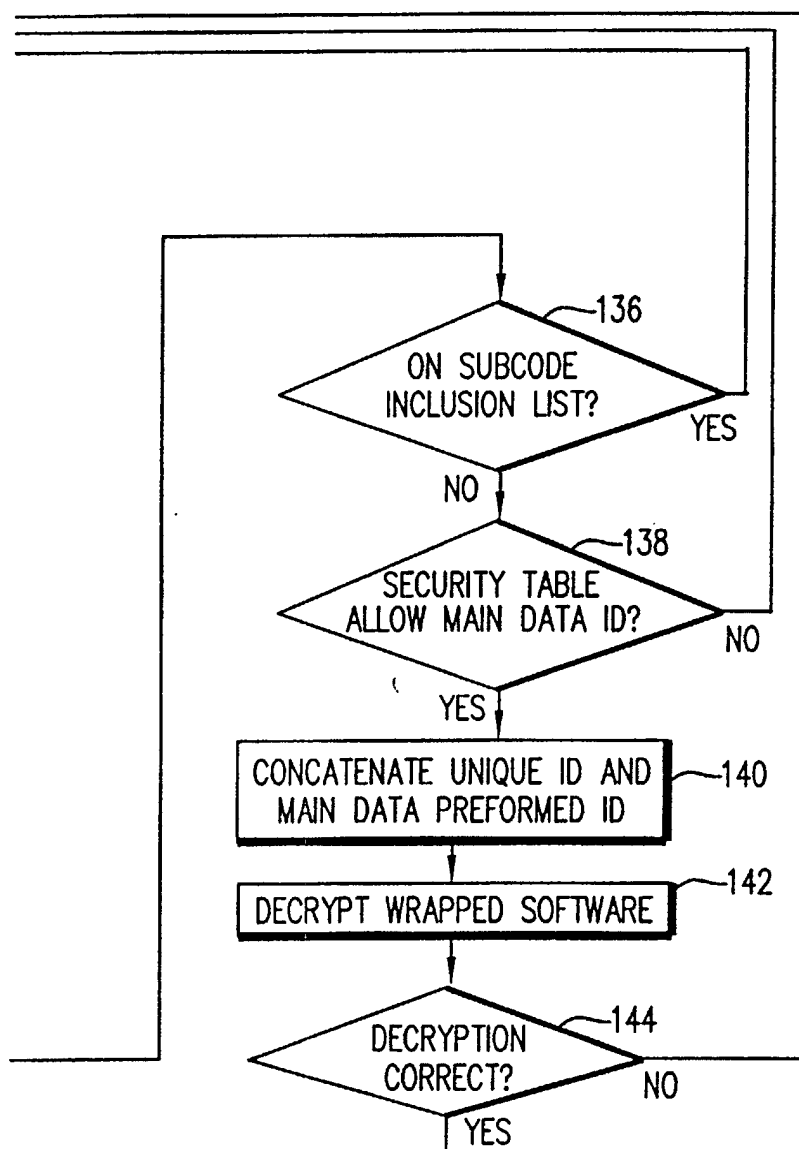 136
ON SUBCODE
INCLUSION LIST?
YES
NO
138
SECURITY TABLE
ALLOW MAIN DATA ID?
NO
YES
CONCATENATE UNIQUE ID AND
MAIN DATA PREFORMED ID
140
DECRYPT WRAPPED SOFTWARE
142
144
DECRYPTION
CORRECT?
NO
YES